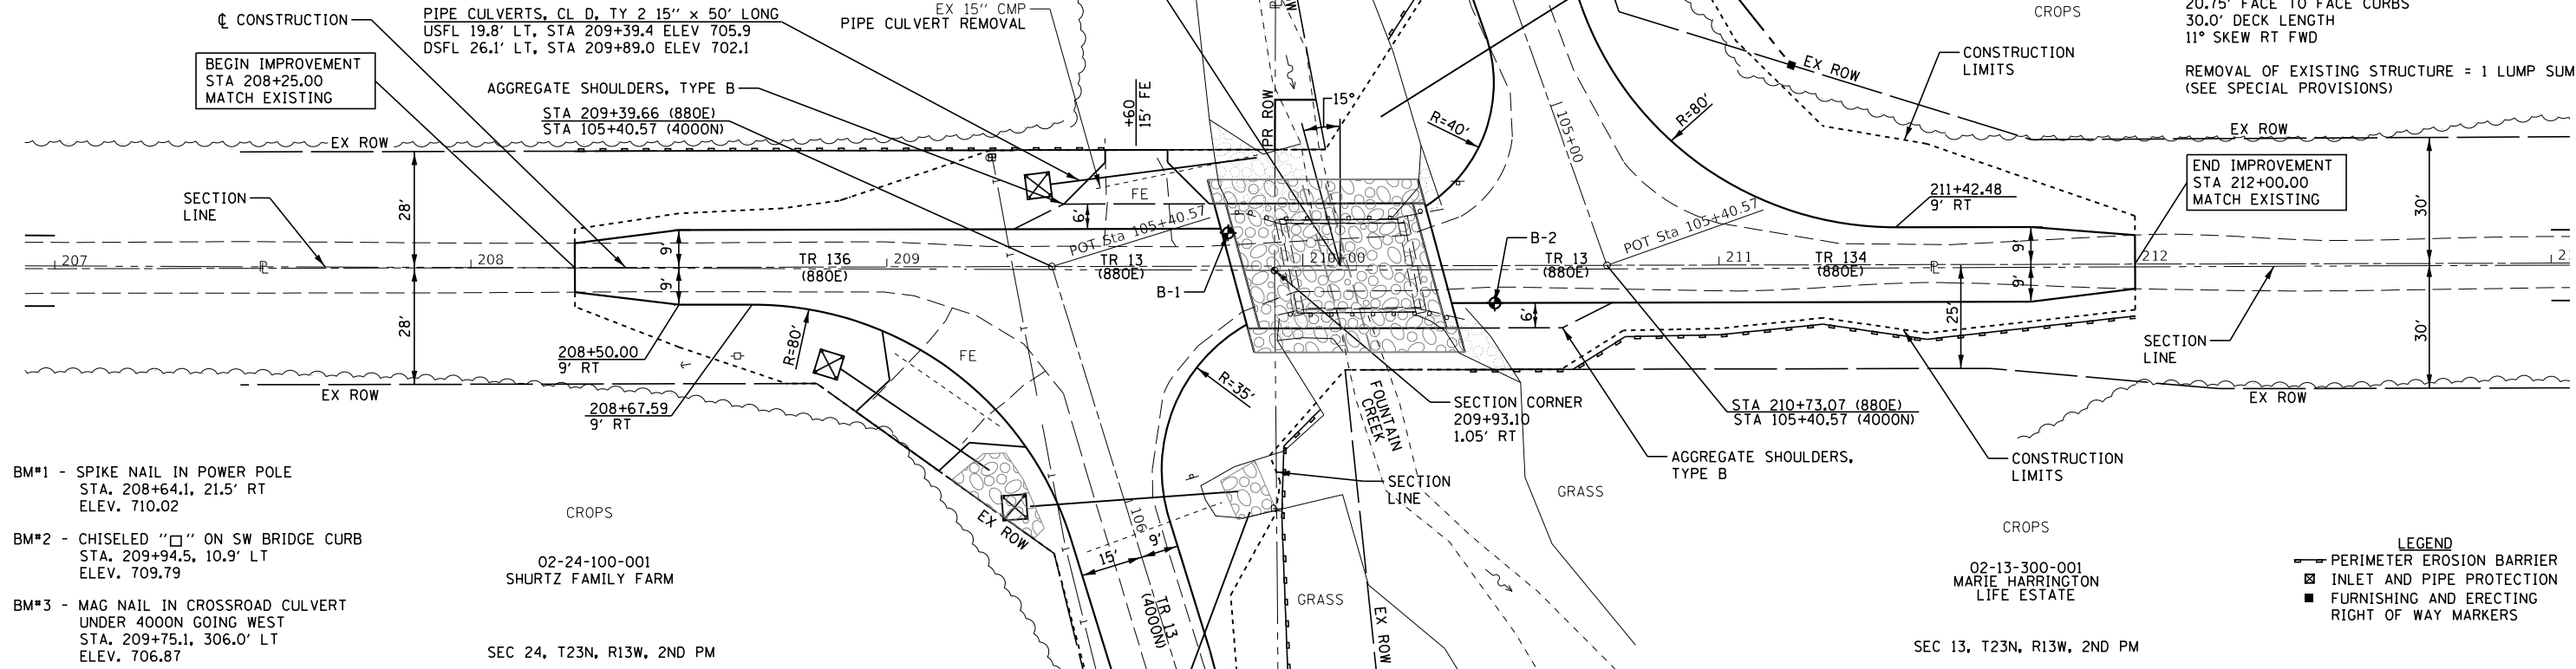 ℄ CONSTRUCTION
PIPE CULVERTS, CL D, TY 2 15" x 50' LONG
USFL 19.8' LT, STA 209+39.4 ELEV 705.9
DSFL 26.1' LT, STA 209+89.0 ELEV 702.1
EX 15" CMP
PIPE CULVERT REMOVAL
BEGIN IMPROVEMENT
STA 208+25.00
MATCH EXISTING
AGGREGATE SHOULDERS, TYPE B
STA 209+39.66 (880E)
STA 105+40.57 (4000N)
+60
15' FE
PR ROW
15°
R=40'
105+00
R=80'
CROPS
20.75' FACE TO FACE CURBS
30.0' DECK LENGTH
11° SKEW RT FWD
REMOVAL OF EXISTING STRUCTURE = 1 LUMP SUM
(SEE SPECIAL PROVISIONS)
CONSTRUCTION
LIMITS
EX ROW
EX ROW
EX ROW
END IMPROVEMENT
STA 212+00.00
MATCH EXISTING
SECTION
LINE
28'
28'
FE
6'
POT Sta 105+40.57
211+42.48
9' RT
30'
30'
207
208
9'
9'
TR 136
(880E)
209
TR 13
(880E)
B-1
210+00
B-2
TR 13
(880E)
POT Sta 105+40.57
211
TR 134
(880E)
9'
9'
212
25'
6'
208+50.00
9' RT
R=80'
FE
208+67.59
9' RT
EX ROW
R=35'
FOUNTAIN
CREEK
SECTION CORNER
209+93.10
1.05' RT
STA 210+73.07 (880E)
STA 105+40.57 (4000N)
SECTION
LINE
EX ROW
AGGREGATE SHOULDERS,
TYPE B
CONSTRUCTION
LIMITS
SECTION
LINE
GRASS
BM#1 - SPIKE NAIL IN POWER POLE
STA. 208+64.1, 21.5' RT
ELEV. 710.02
BM#2 - CHISELED "□" ON SW BRIDGE CURB
STA. 209+94.5, 10.9' LT
ELEV. 709.79
BM#3 - MAG NAIL IN CROSSROAD CULVERT
UNDER 4000N GOING WEST
STA. 209+75.1, 306.0' LT
ELEV. 706.87
CROPS
02-24-100-001
SHURTZ FAMILY FARM
SEC 24, T23N, R13W, 2ND PM
EX ROW
106
15'
9'
TR 13
(4000N)
GRASS
EX ROW
CROPS
02-13-300-001
MARIE HARRINGTON
LIFE ESTATE
SEC 13, T23N, R13W, 2ND PM
LEGEND
PERIMETER EROSION BARRIER
INLET AND PIPE PROTECTION
FURNISHING AND ERECTING
RIGHT OF WAY MARKERS